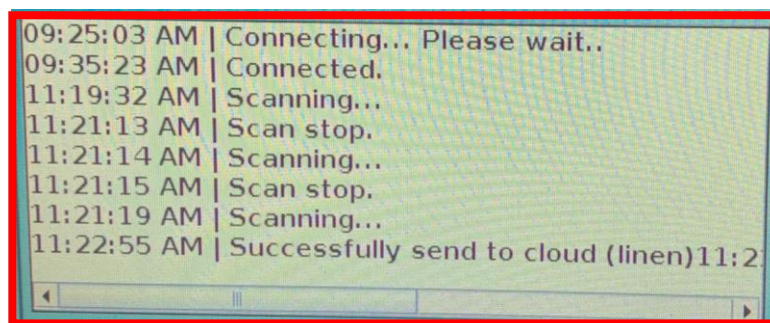 09:25:03 AM | Connecting... Please wait..
09:35:23 AM | Connected.
11:19:32 AM | Scanning...
11:21:13 AM | Scan stop.
11:21:14 AM | Scanning...
11:21:15 AM | Scan stop.
11:21:19 AM | Scanning...
11:22:55 AM | Successfully send to cloud (linen)11:2